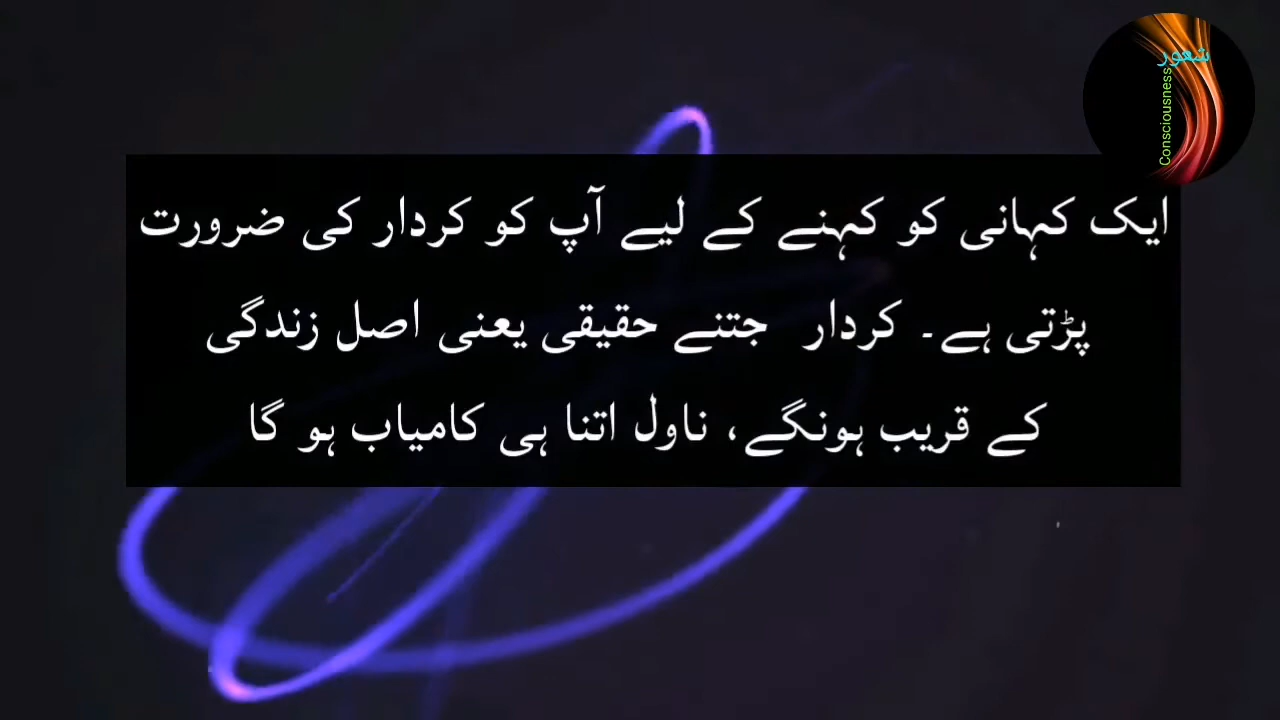 شعور
Consciousness
ایک کہانی کو کہنے کے لیے آپ کو کردار کی ضرورت
پڑتی ہے۔ کردار جتنے حقیقی یعنی اصل زندگی
کے قریب ہونگے، ناول اتنا ہی کامیاب ہو گا